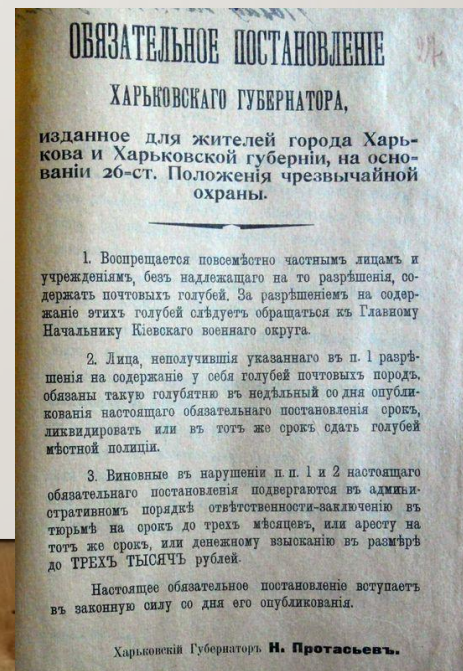 ОБЯЗАТЕЛЬНОЕ ПОСТАНОВЛЕНІЕ
ХАРЬКОВСКАГО ГУБЕРНАТОРА,
изданное для жителей города Харь-
кова и Харьковской губерніи, на осно-
ваніи 26-ст. Положенія чрезвычайной
охраны.
1. Воспрещается повсемѣстно частнымъ лицамъ и
учрежденіямъ, безъ надлежащаго на то разрѣшенія, со-
держать почтовыхъ голубей. За разрѣшеніемъ на содер-
жаніе этихъ голубей слѣдуетъ обращаться къ Главному
Начальнику Кіевскаго военнаго округа.
2. Лица, неполучившія указаннаго въ п. 1 разрѣ-
шенія на содержаніе у себя голубей почтовыхъ породъ,
обязаны такую голубятню въ недѣльный со дня опубли-
кованія настоящаго обязательнаго постановленія срокъ,
ликвидировать или въ тотъ же срокъ сдать голубей
мѣстной полиціи.
3. Виновные въ нарушеніи п. п. 1 и 2 настоящаго
обязательнаго постановленія подвергаются въ админи-
стративномъ порядкѣ отвѣтственности-заключенію въ
тюрьмѣ на срокъ до трехъ мѣсяцевъ, или аресту на
тотъ же срокъ, или денежному взысканію въ размѣрѣ
до ТРЕХЪ ТЫСЯЧЪ рублей.
Настоящее обязательное постановленіе вступаетъ
въ законную силу со дня его опубликованія.
Харьковскій Губернаторъ Н. Протасьевъ.